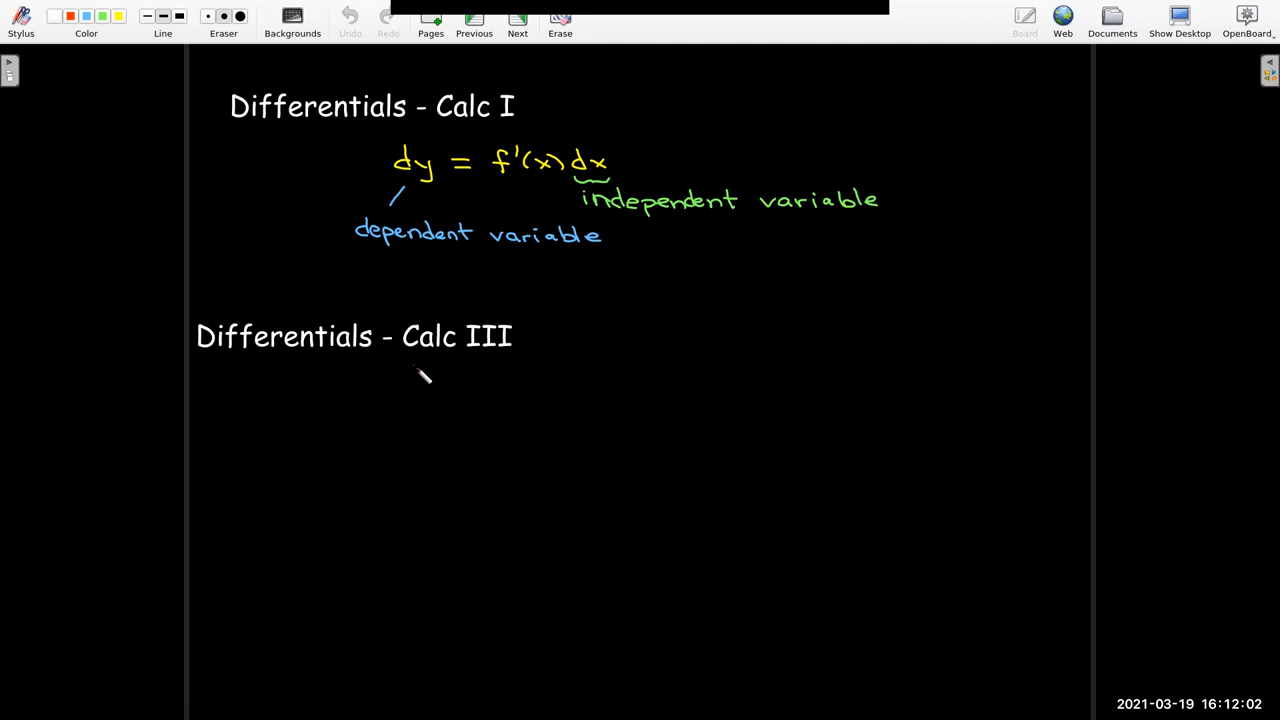 Stylus
Color
Line
Eraser
Backgrounds
Undo
Redo
Pages
Previous
Next
Erase
Board
Web
Documents
Show Desktop
OpenBoard
Differentials - Calc I
dy = f'(x) dx
independent variable
dependent variable
Differentials - Calc III
2021-03-19 16:12:02